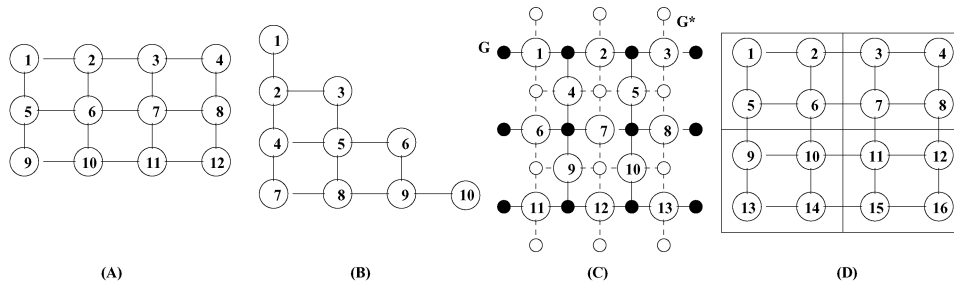 1 2 3 4
5 6 7 8
9 10 11 12
(A)
1
2 3
4 5 6
7 8 9 10
(B)
G G*
1 2 3
4 5
6 7 8
9 10
11 12 13
(C)
1 2 3 4
5 6 7 8
9 10 11 12
13 14 15 16
(D)